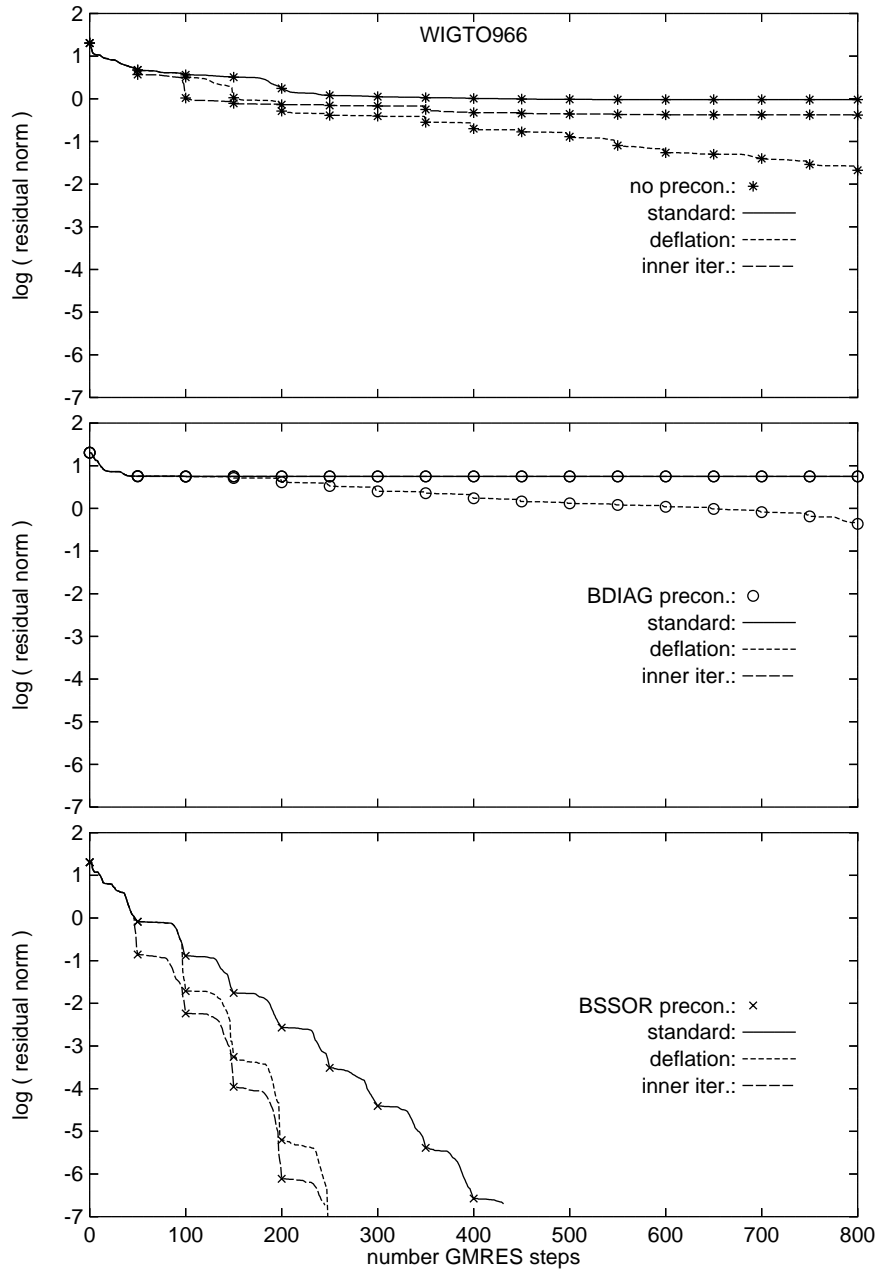 WIGTO966
2
1
0
-1
-2
-3
-4
-5
-6
-7
log ( residual norm )
no precon.:
standard:
deflation:
inner iter.:
2
1
0
-1
-2
-3
-4
-5
-6
-7
log ( residual norm )
BDIAG precon.:
standard:
deflation:
inner iter.:
2
1
0
-1
-2
-3
-4
-5
-6
-7
log ( residual norm )
BSSOR precon.:
standard:
deflation:
inner iter.:
0 100 200 300 400 500 600 700 800
number GMRES steps